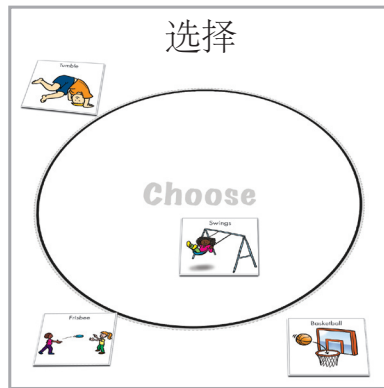 选择
Tumble
Choose
Swings
Frisbee
Basketball